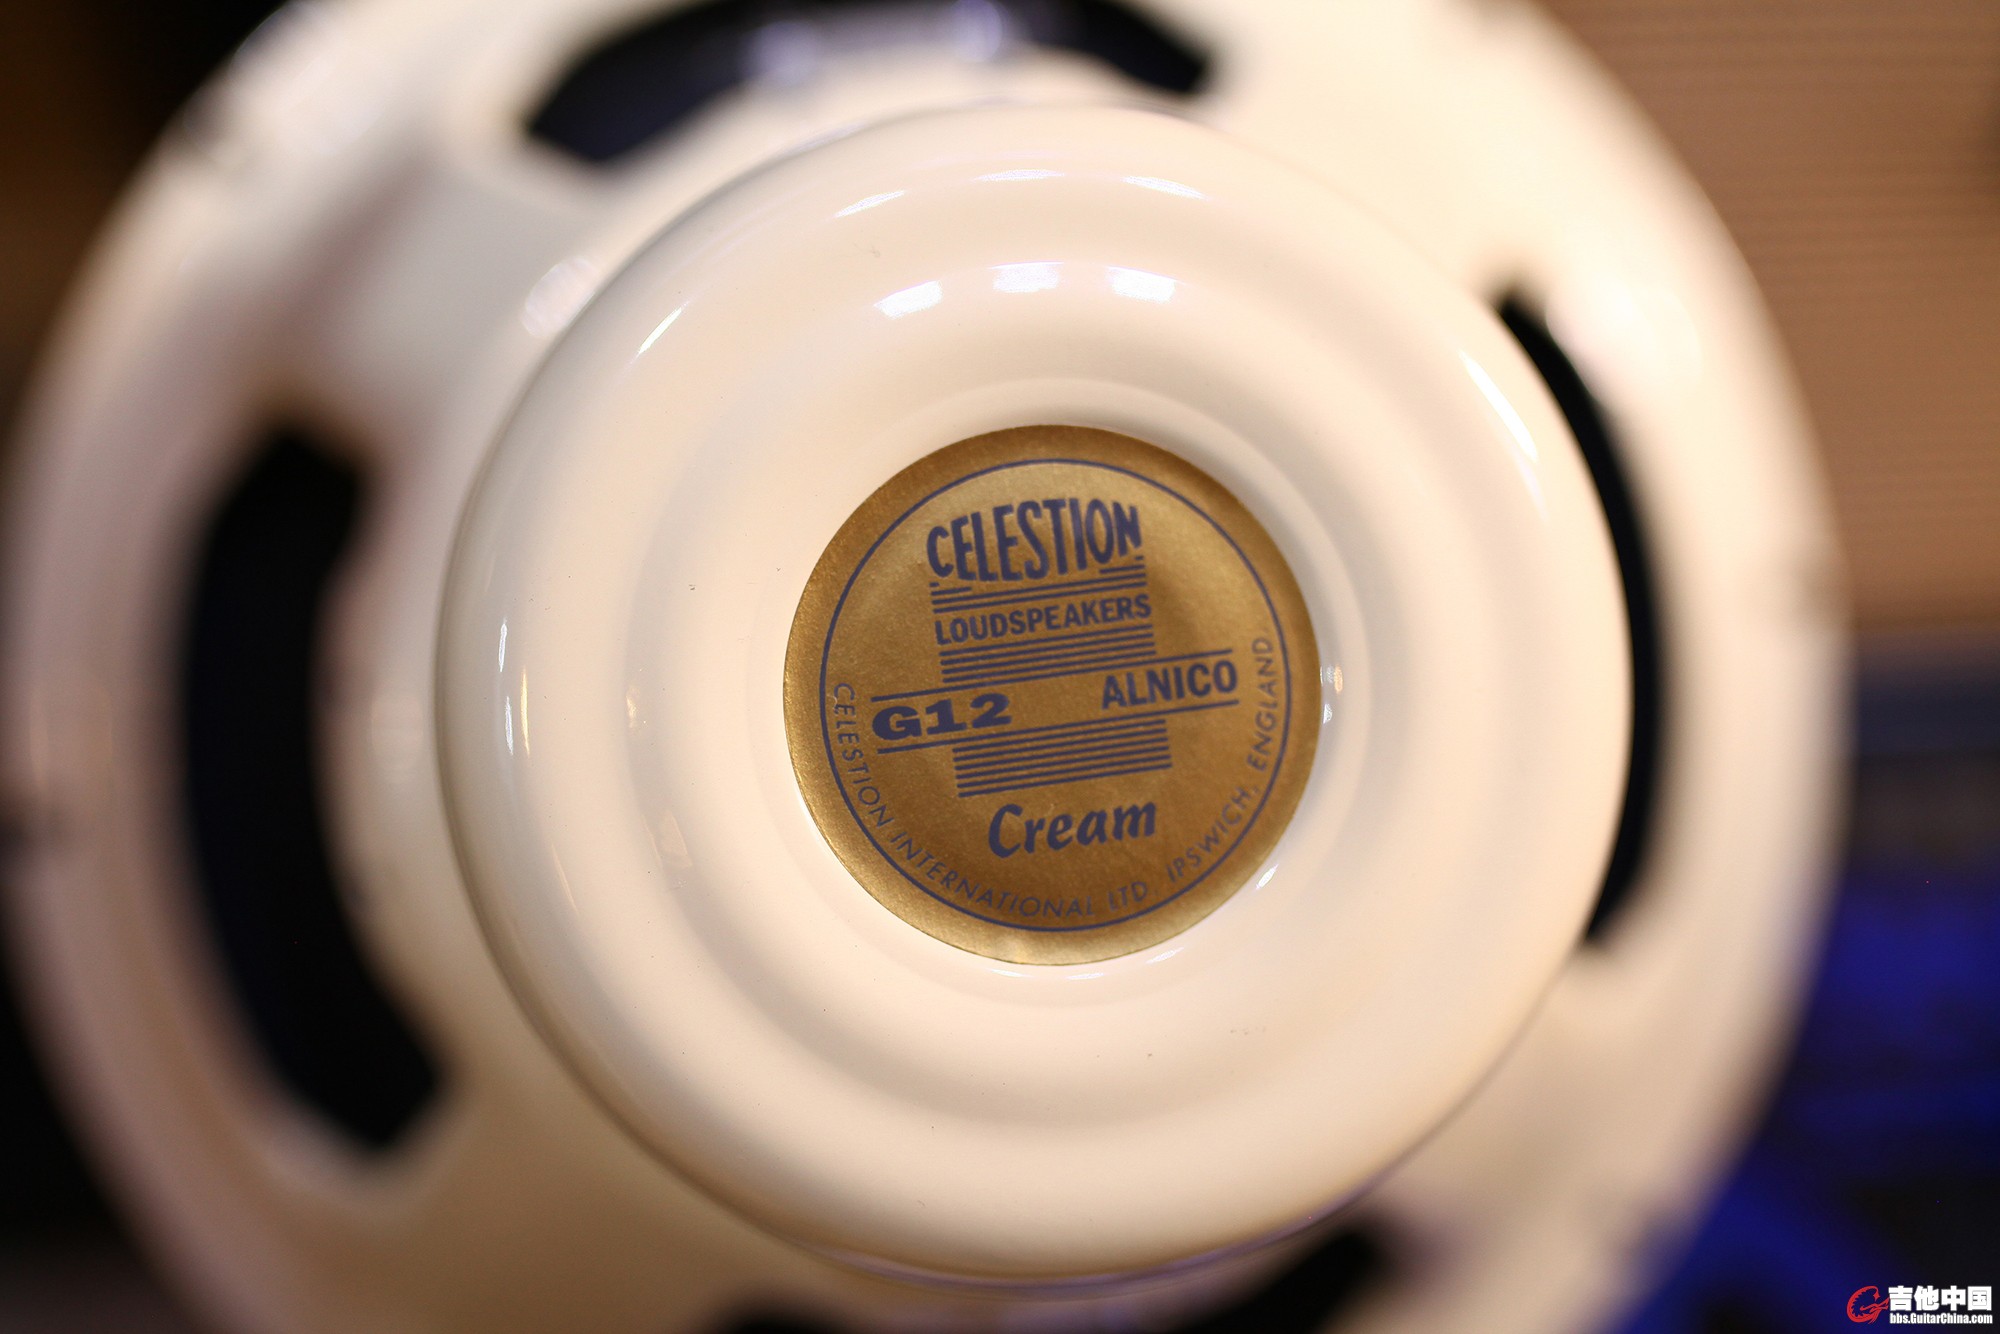 CELESTION
LOUDSPEAKERS
G12 ALNICO
Cream
CELESTION INTERNATIONAL LTD. IPSWICH, ENGLAND
吉他中国
bbs.GuitarChina.com